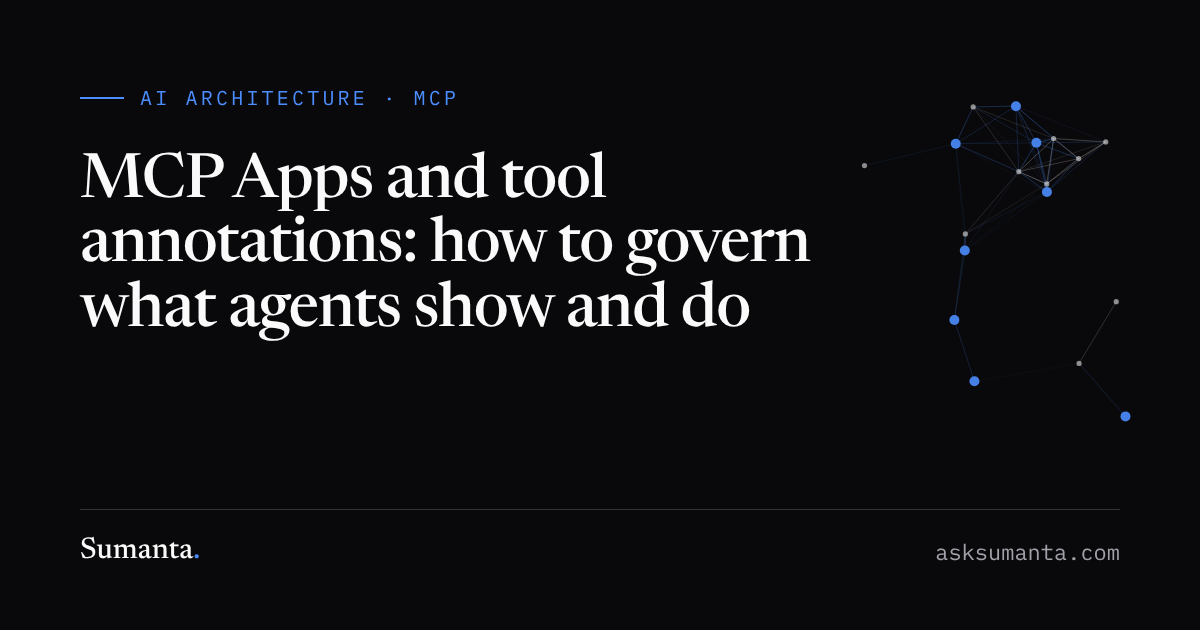 AI ARCHITECTURE · MCP
MCP Apps and tool
annotations: how to govern
what agents show and do
Sumanta.
asksumanta.com